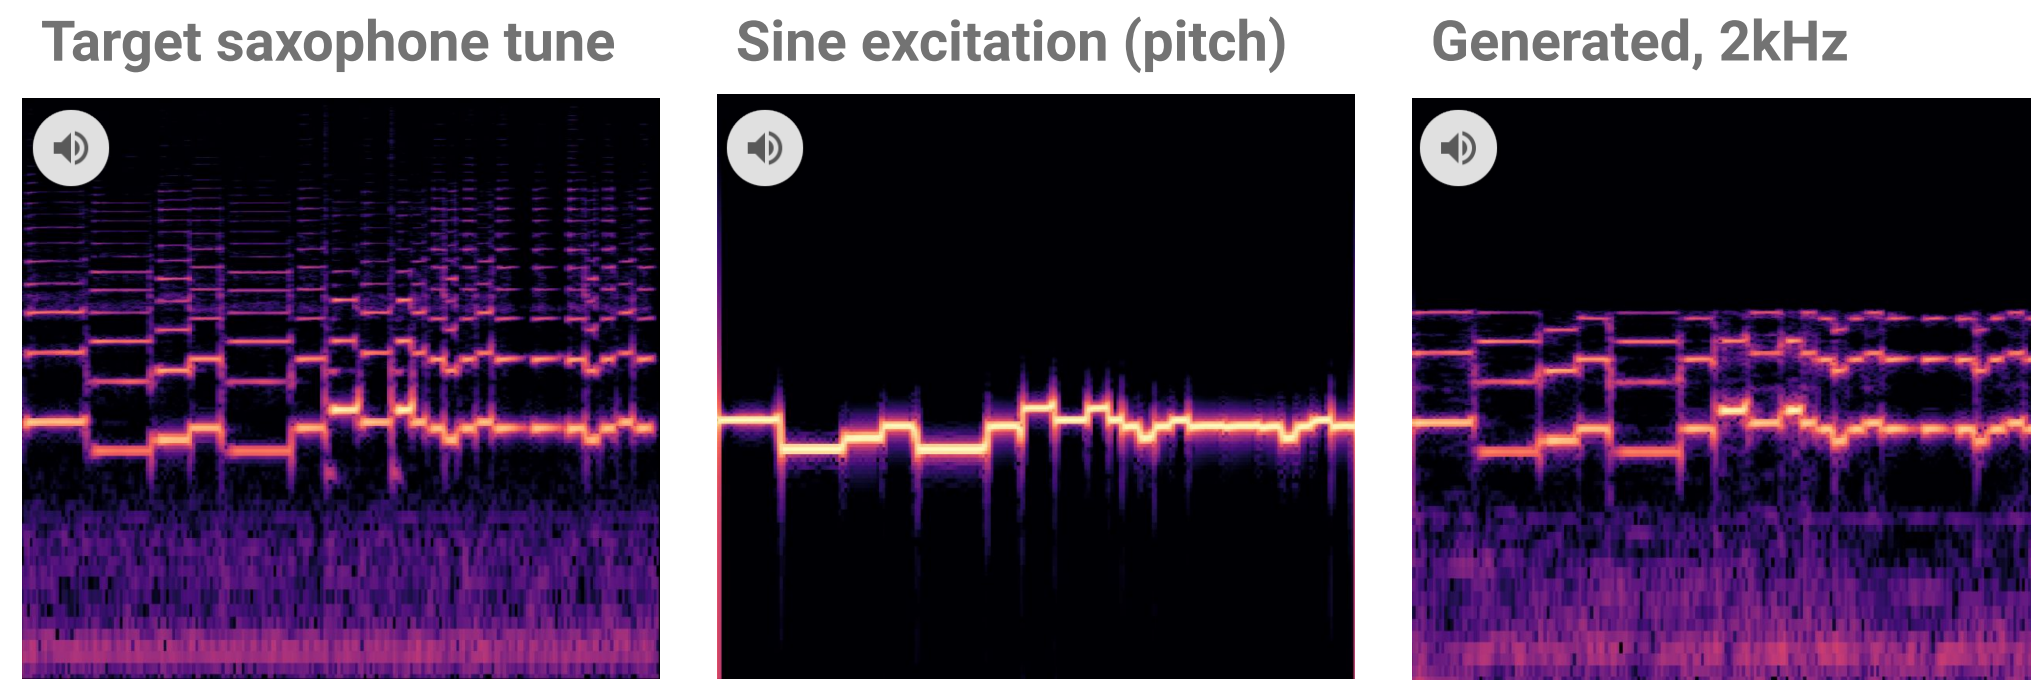 Target saxophone tune
Sine excitation (pitch)
Generated, 2kHz